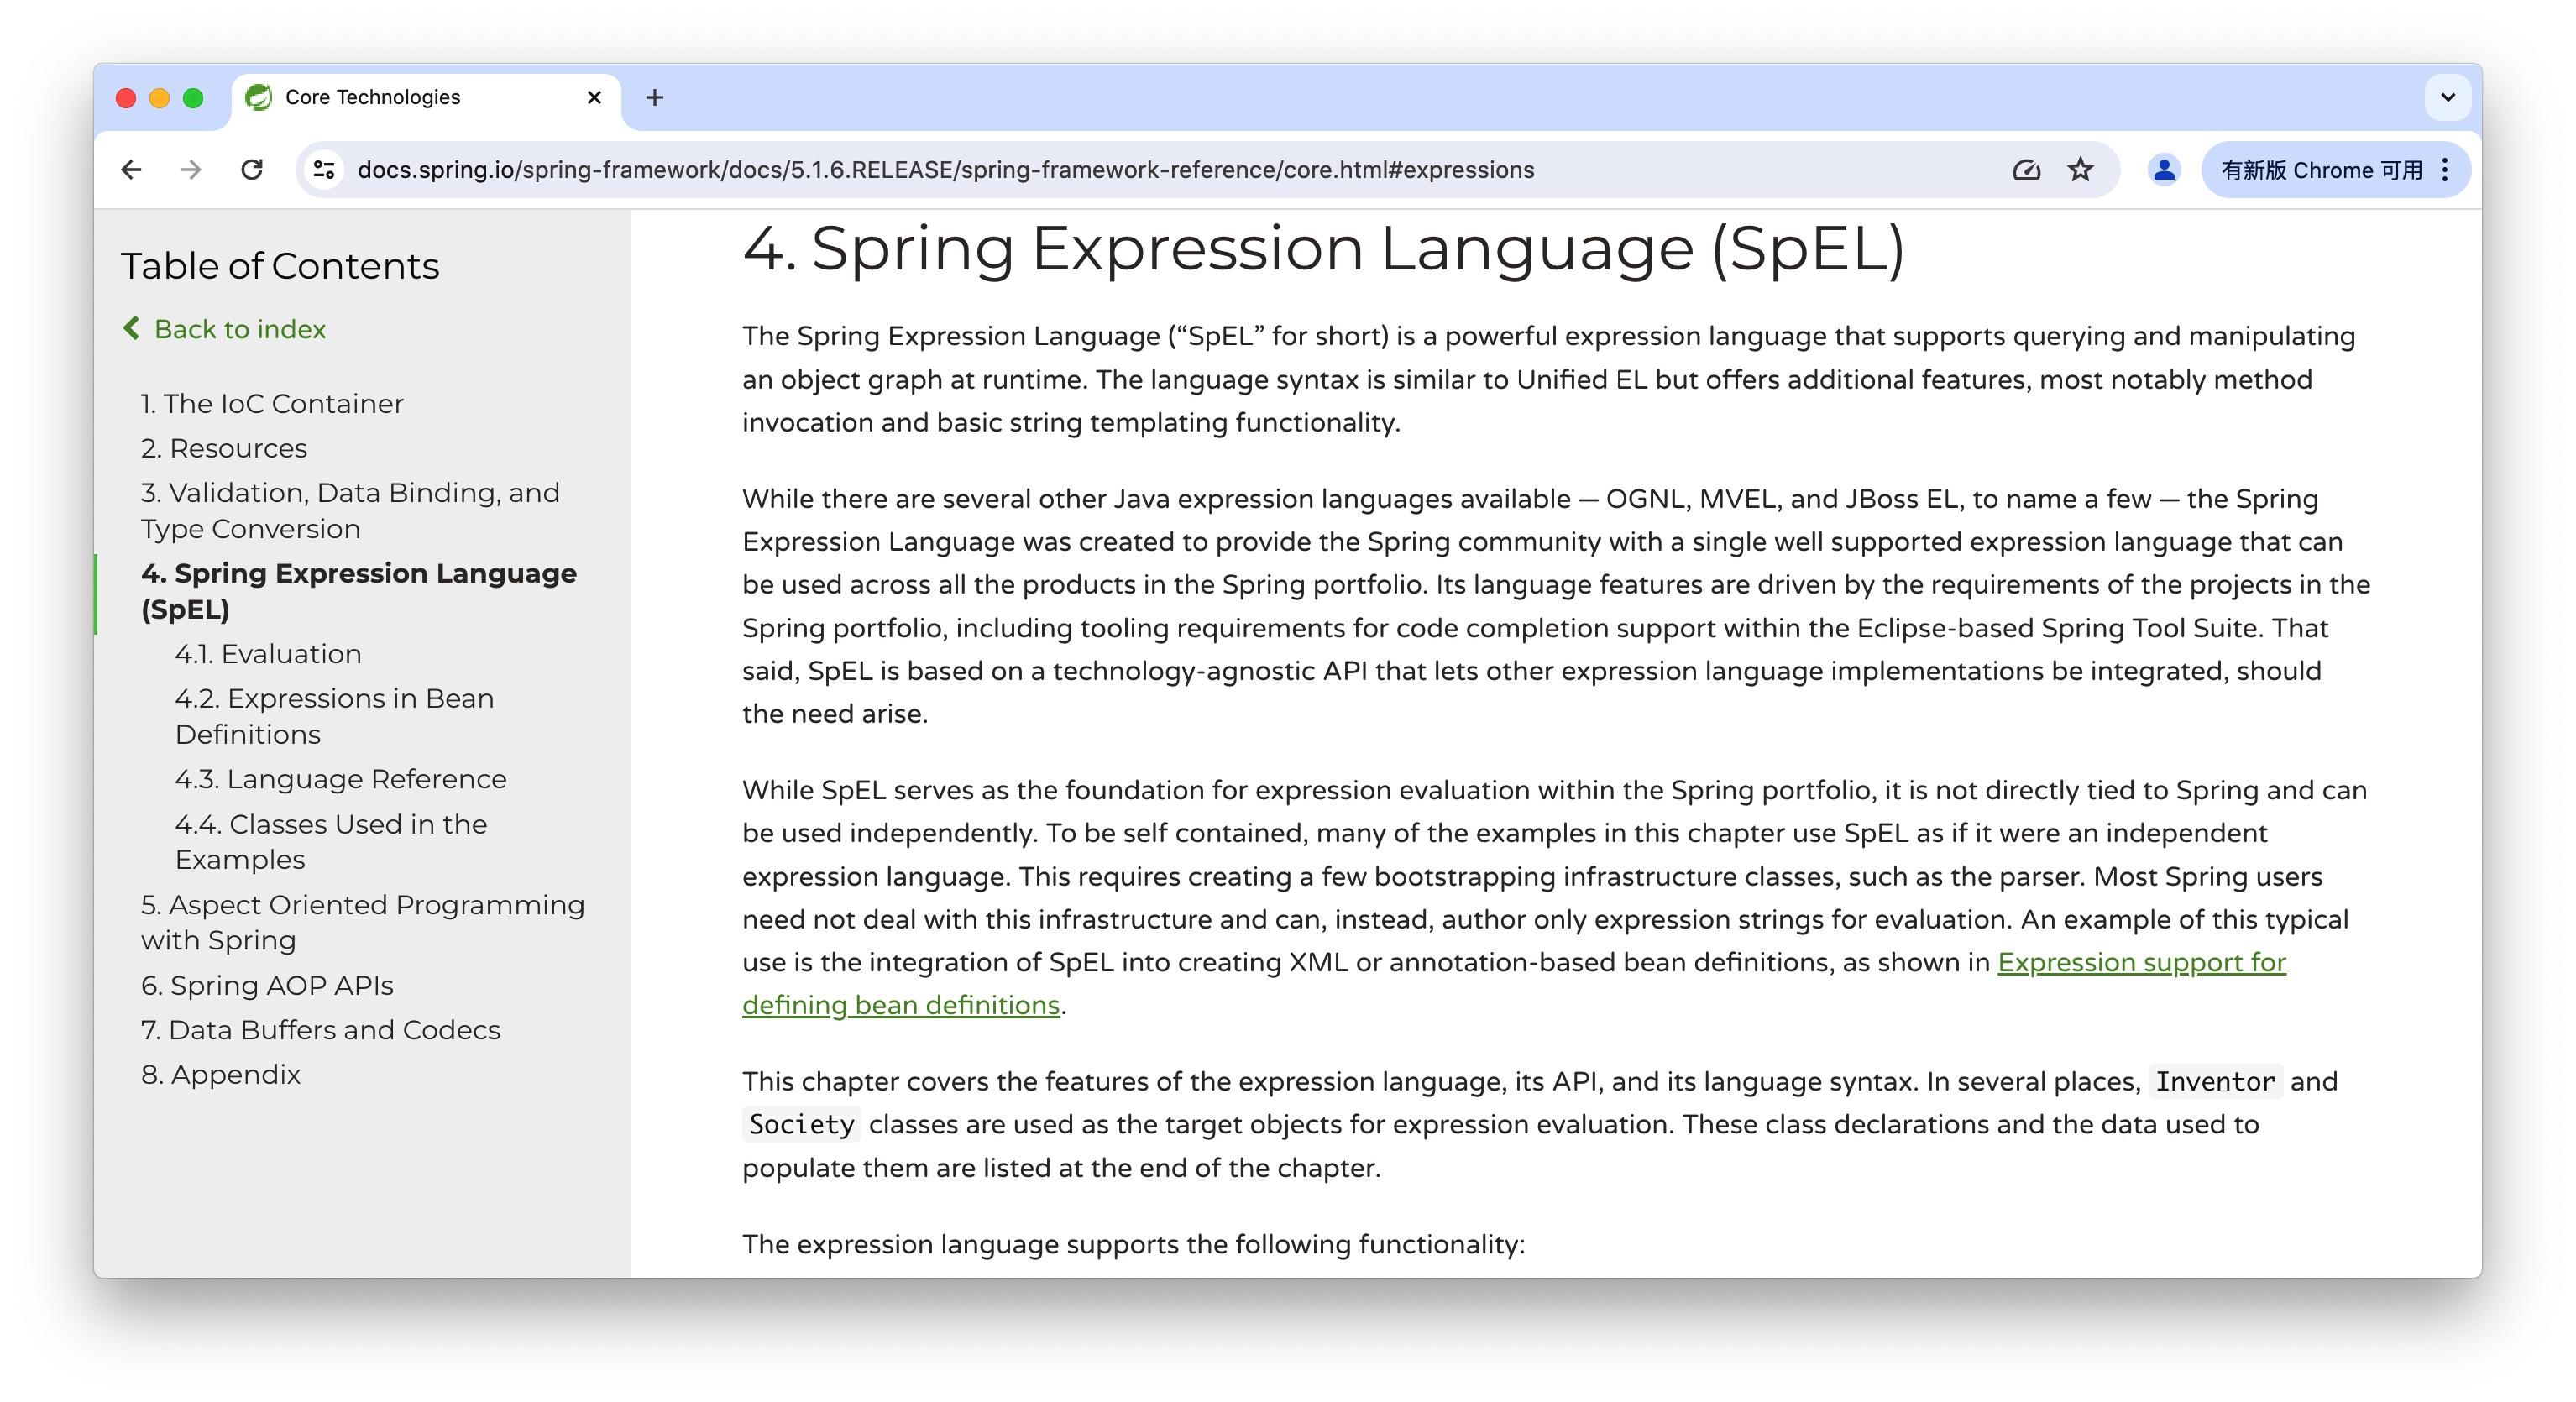 Core Technologies
docs.spring.io/spring-framework/docs/5.1.6.RELEASE/spring-framework-reference/core.html#expressions
有新版 Chrome 可用
Table of Contents
Back to index
1. The IoC Container
2. Resources
3. Validation, Data Binding, and
Type Conversion
4. Spring Expression Language
(SpEL)
4.1. Evaluation
4.2. Expressions in Bean
Definitions
4.3. Language Reference
4.4. Classes Used in the
Examples
5. Aspect Oriented Programming
with Spring
6. Spring AOP APIs
7. Data Buffers and Codecs
8. Appendix
4. Spring Expression Language (SpEL)
The Spring Expression Language (“SpEL” for short) is a powerful expression language that supports querying and manipulating
an object graph at runtime. The language syntax is similar to Unified EL but offers additional features, most notably method
invocation and basic string templating functionality.
While there are several other Java expression languages available — OGNL, MVEL, and JBoss EL, to name a few — the Spring
Expression Language was created to provide the Spring community with a single well supported expression language that can
be used across all the products in the Spring portfolio. Its language features are driven by the requirements of the projects in the
Spring portfolio, including tooling requirements for code completion support within the Eclipse-based Spring Tool Suite. That
said, SpEL is based on a technology-agnostic API that lets other expression language implementations be integrated, should
the need arise.
While SpEL serves as the foundation for expression evaluation within the Spring portfolio, it is not directly tied to Spring and can
be used independently. To be self contained, many of the examples in this chapter use SpEL as if it were an independent
expression language. This requires creating a few bootstrapping infrastructure classes, such as the parser. Most Spring users
need not deal with this infrastructure and can, instead, author only expression strings for evaluation. An example of this typical
use is the integration of SpEL into creating XML or annotation-based bean definitions, as shown in Expression support for
defining bean definitions.
This chapter covers the features of the expression language, its API, and its language syntax. In several places, Inventor and
Society classes are used as the target objects for expression evaluation. These class declarations and the data used to
populate them are listed at the end of the chapter.
The expression language supports the following functionality: